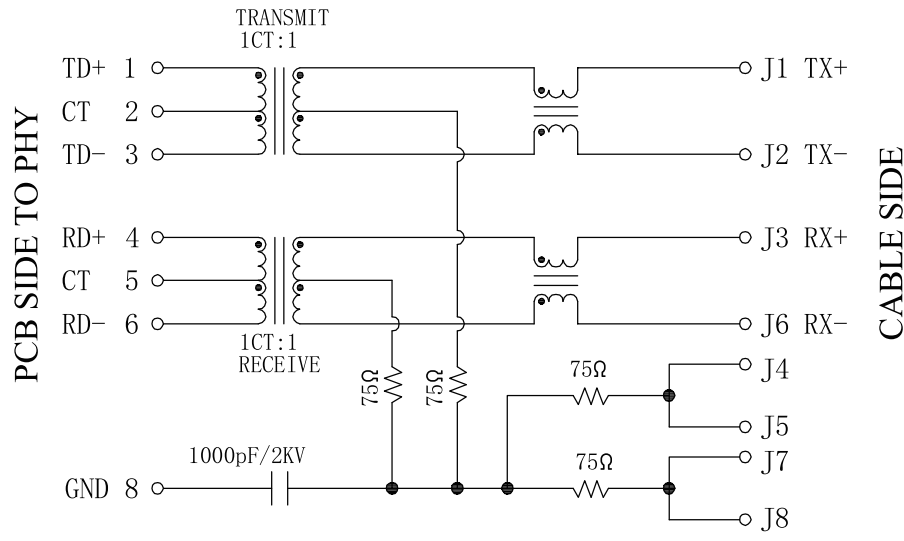 TRANSMIT
1CT:1
TD+ 1
J1 TX+
CT 2
TD- 3
J2 TX-
PCB SIDE TO PHY
CABLE SIDE
RD+ 4
J3 RX+
CT 5
RD- 6
J6 RX-
1CT:1
RECEIVE
75Ω
75Ω
75Ω
J4
J5
1000pF/2KV
75Ω
J7
GND 8
J8